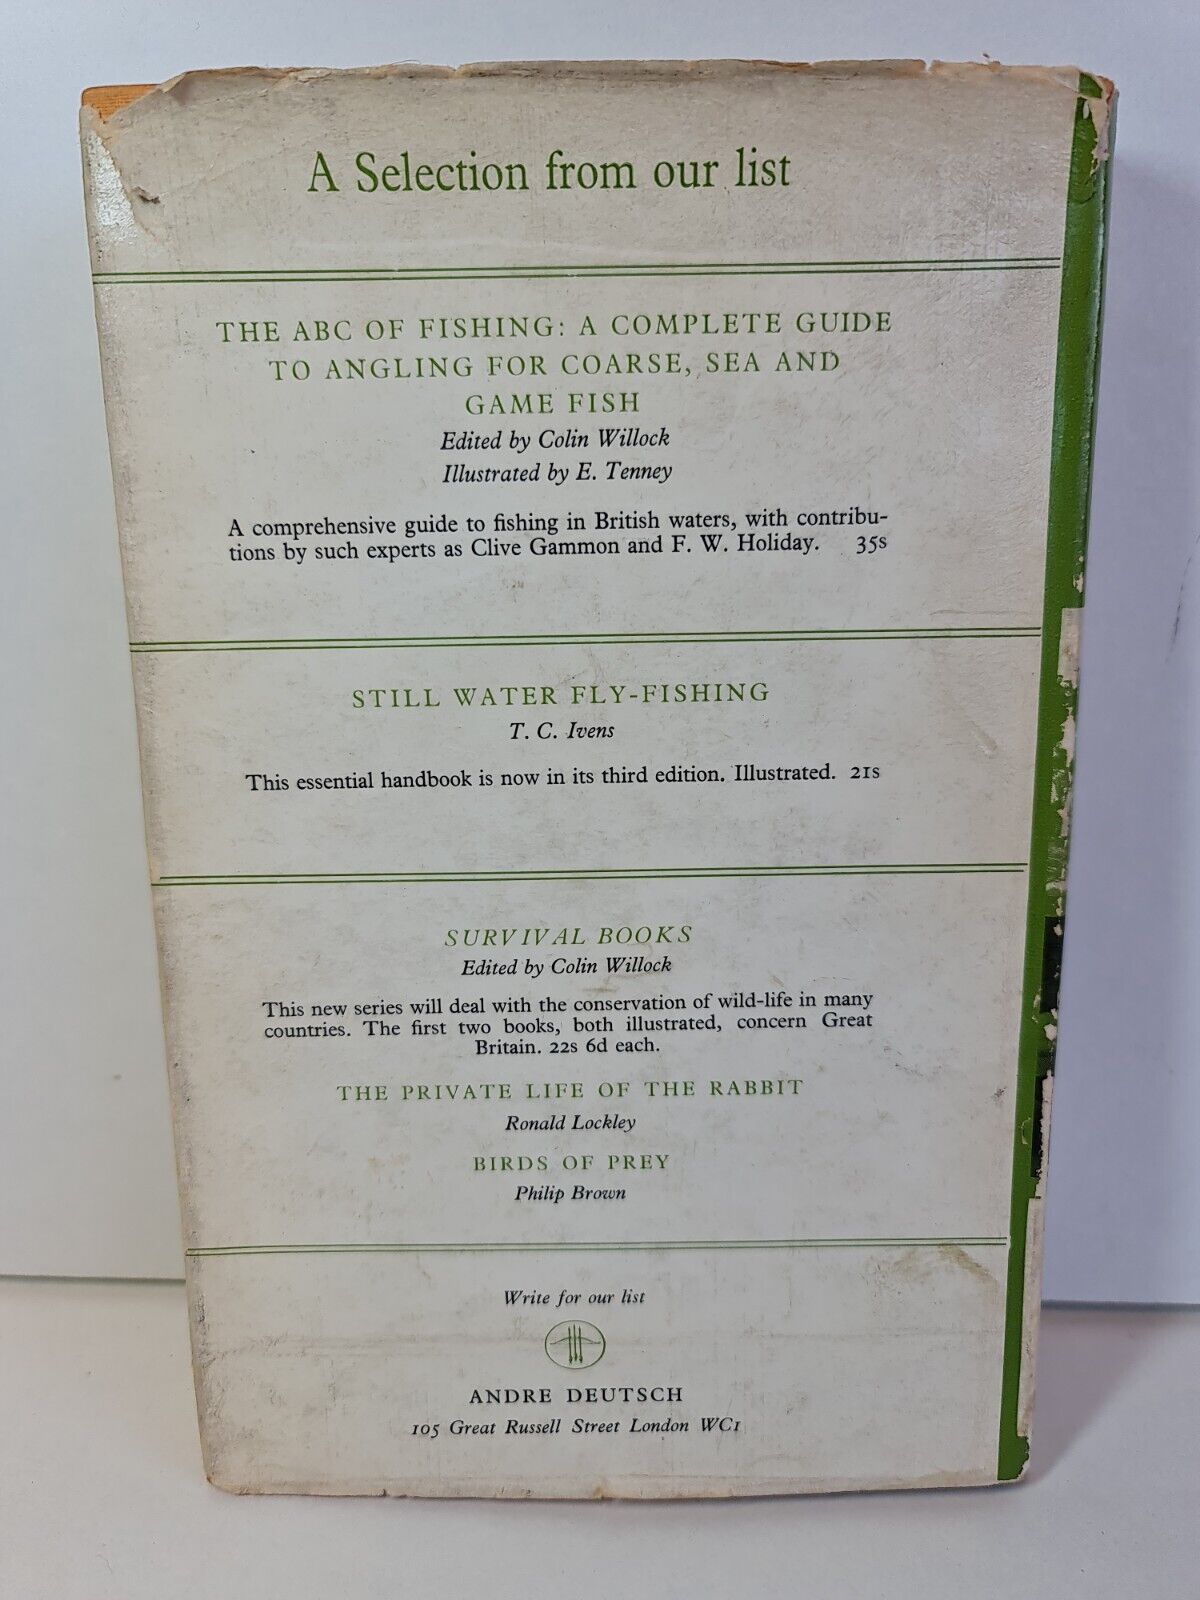 A Selection from our list
THE ABC OF FISHING: A COMPLETE GUIDE
TO ANGLING FOR COARSE, SEA AND
GAME FISH
Edited by Colin Willock
Illustrated by E. Tenney
A comprehensive guide to fishing in British waters, with contribu-
tions by such experts as Clive Gammon and F. W. Holiday. 35s
STILL WATER FLY-FISHING
T. C. Ivens
This essential handbook is now in its third edition. Illustrated. 21s
SURVIVAL BOOKS
Edited by Colin Willock
This new series will deal with the conservation of wild-life in many
countries. The first two books, both illustrated, concern Great
Britain. 22s 6d each.
THE PRIVATE LIFE OF THE RABBIT
Ronald Lockley
BIRDS OF PREY
Philip Brown
Write for our list
ANDRE DEUTSCH
105 Great Russell Street London WC1